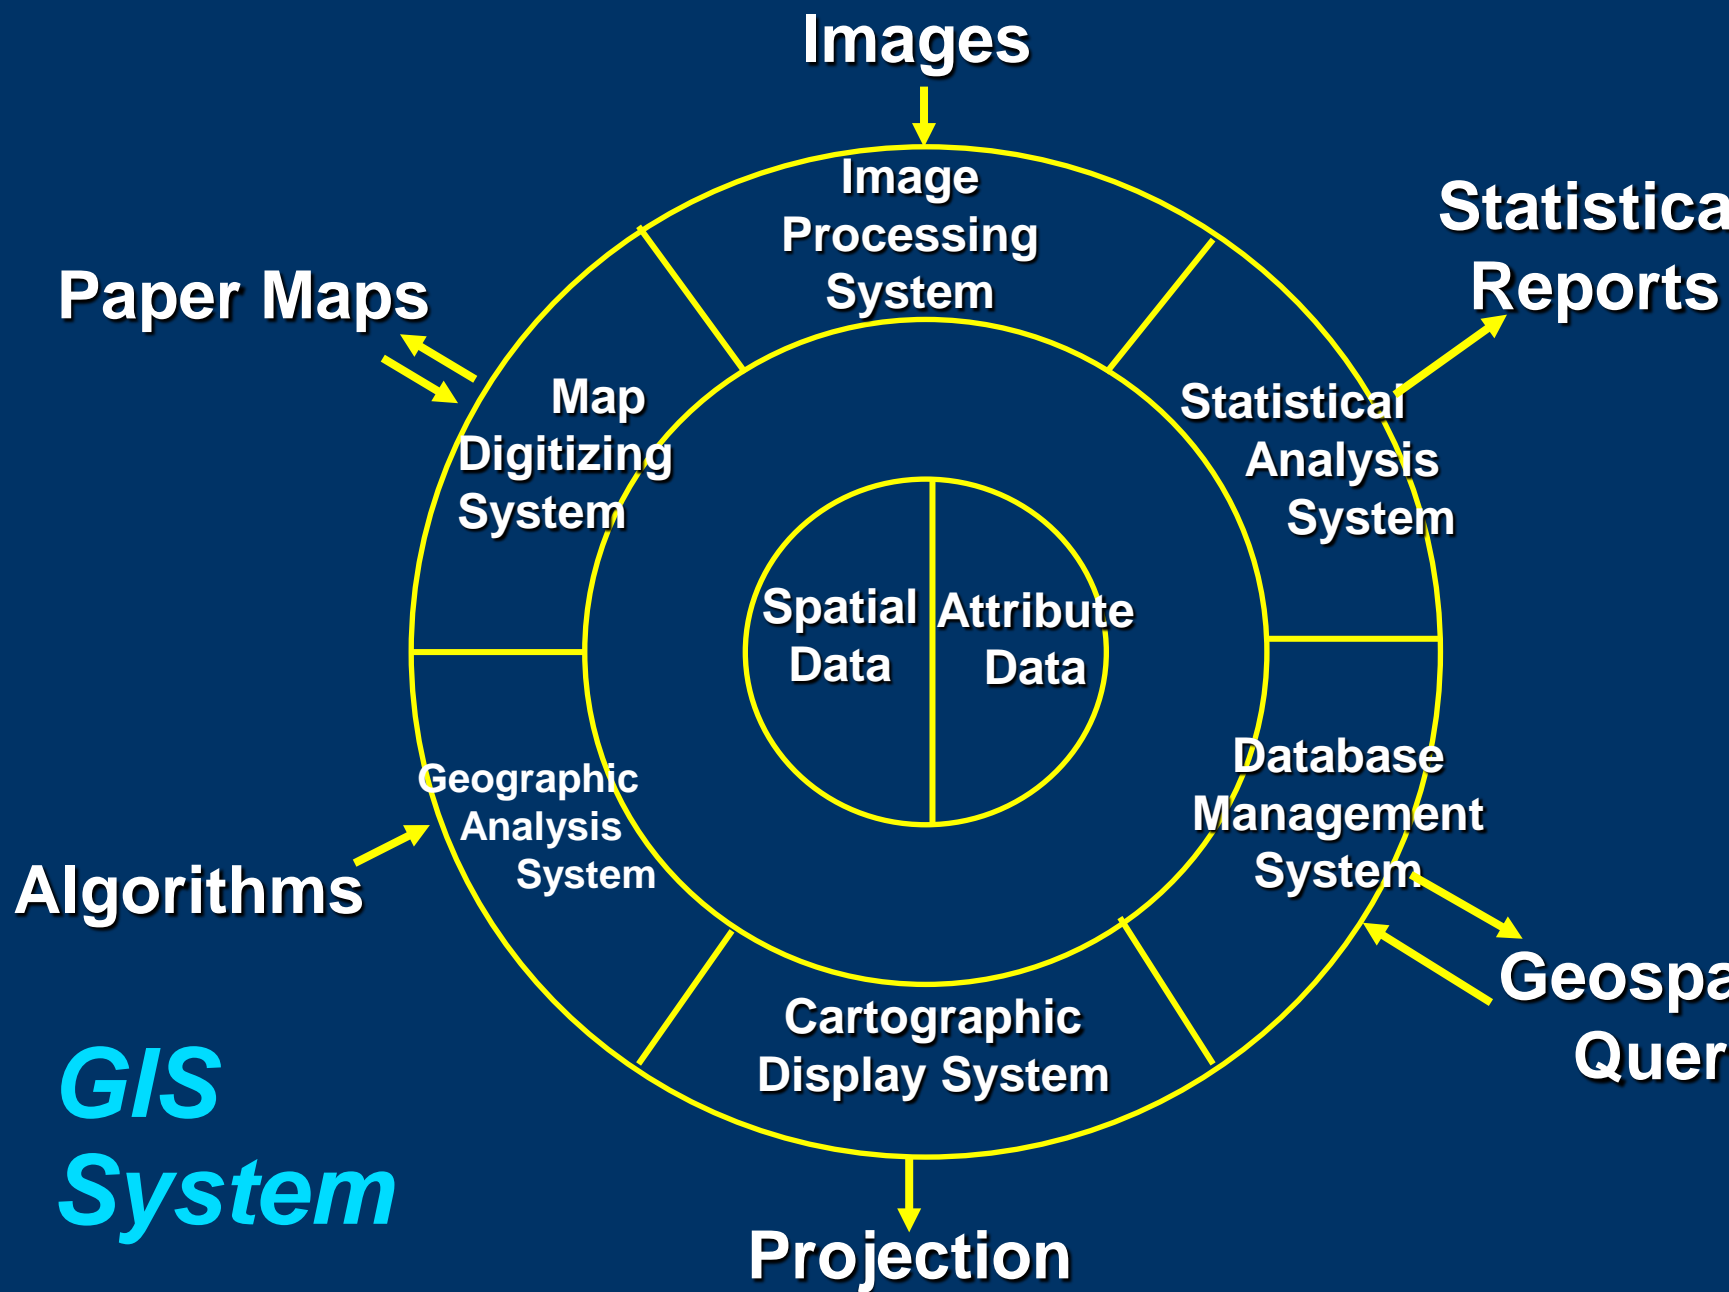 Images
Image
Processing
System
Statistica
Reports
Paper Maps
Map
Digitizing
System
Statistical
Analysis
System
Spatial
Data
Attribute
Data
Geographic
Analysis
System
Database
Management
System
Algorithms
Geospa
Quer
Cartographic
Display System
GIS
System
Projection